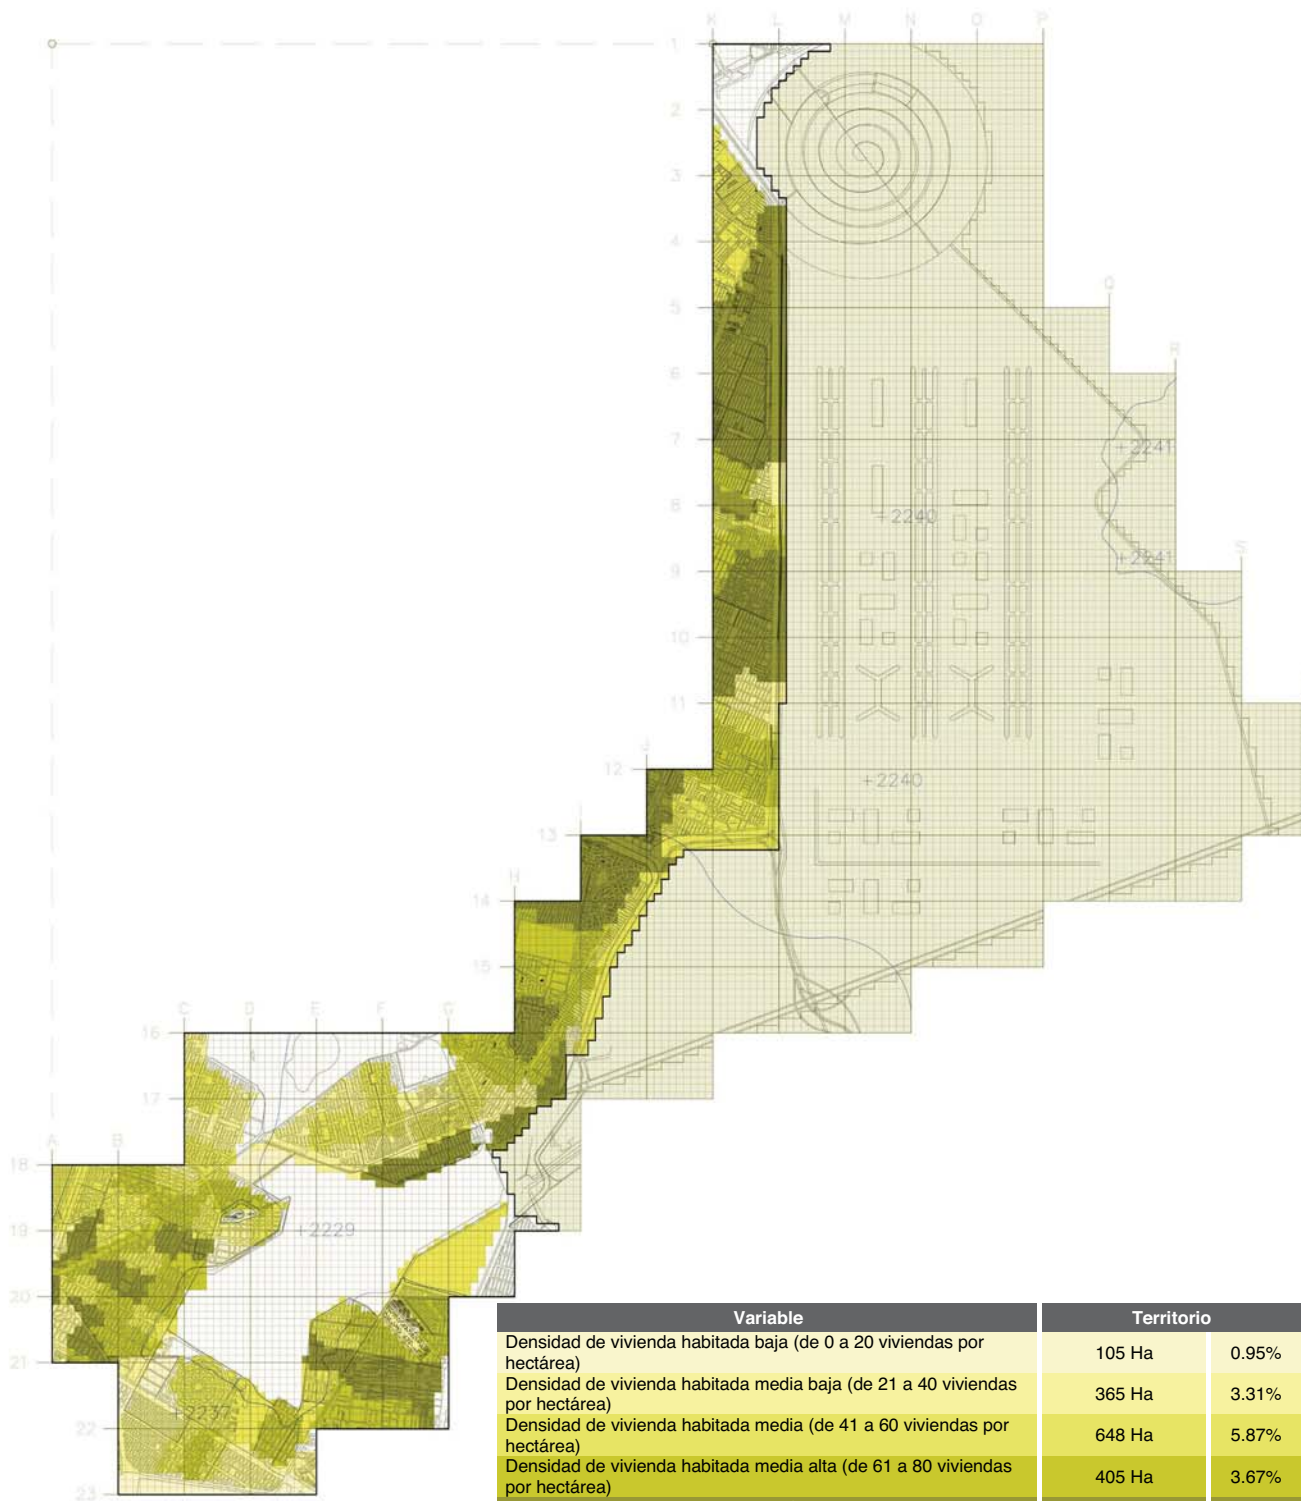 K L M N O P
1
2
3
4
5
Q
6
R
7
+2241
8
+2240
+2241
S
9
10
11
J
12
+2240
I
13
H
14
15
C D E F G
16
17
A B
18
19
+2229
20
21
22
+2237
23
Variable Territorio
Densidad de vivienda habitada baja (de 0 a 20 viviendas por
hectárea) 105 Ha 0.95%
Densidad de vivienda habitada media baja (de 21 a 40 viviendas
por hectárea) 365 Ha 3.31%
Densidad de vivienda habitada media (de 41 a 60 viviendas por
hectárea) 648 Ha 5.87%
Densidad de vivienda habitada media alta (de 61 a 80 viviendas
por hectárea) 405 Ha 3.67%